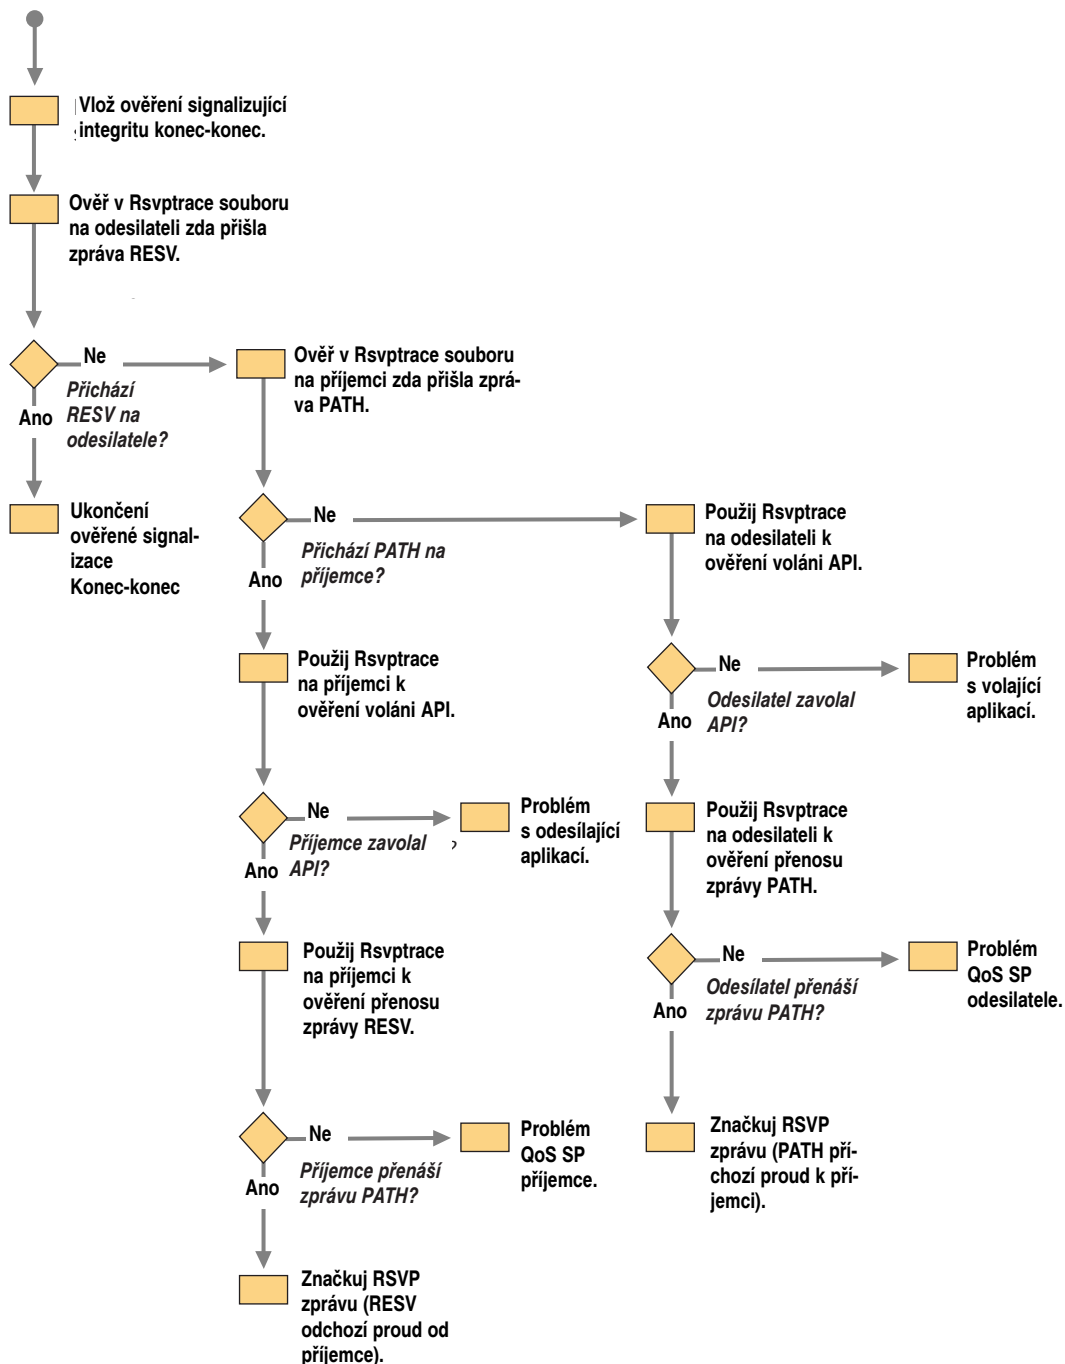 Vlož ověření signalizující
integritu konec-konec.
Ověř v Rsvptrace souboru
na odesilateli zda přišla
zpráva RESV.
Ne
Přichází
RESV na
odesilatele?
Ano
Ukončení
ověřené signal-
izace
Konec-konec
Ověř v Rsvptrace souboru
na příjemci zda přišla zprá-
va PATH.
Ne
Přichází PATH na
příjemce?
Ano
Použij Rsvptrace
na odesilateli k
ověření voláni API.
Použij Rsvptrace
na příjemci k
ověření voláni API.
Ne
Odesilatel zavolal
API?
Ano
Problém
s volající
aplikací.
Ne
Příjemce zavolal
API?
Ano
Problém
s odesílající
aplikací.
Použij Rsvptrace
na odesilateli k
ověření přenosu
zprávy PATH.
Použij Rsvptrace
na příjemci k
ověření přenosu
zprávy RESV.
Ne
Odesílatel přenáší
zprávu PATH?
Ano
Problém
QoS SP
odesilatele.
Ne
Příjemce přenáší
zprávu PATH?
Ano
Problém
QoS SP
příjemce.
Značkuj RSVP
zprávu (PATH pří-
chozí proud k pří-
jemci).
Značkuj RSVP
zprávu (RESV
odchozí proud od
příjemce).